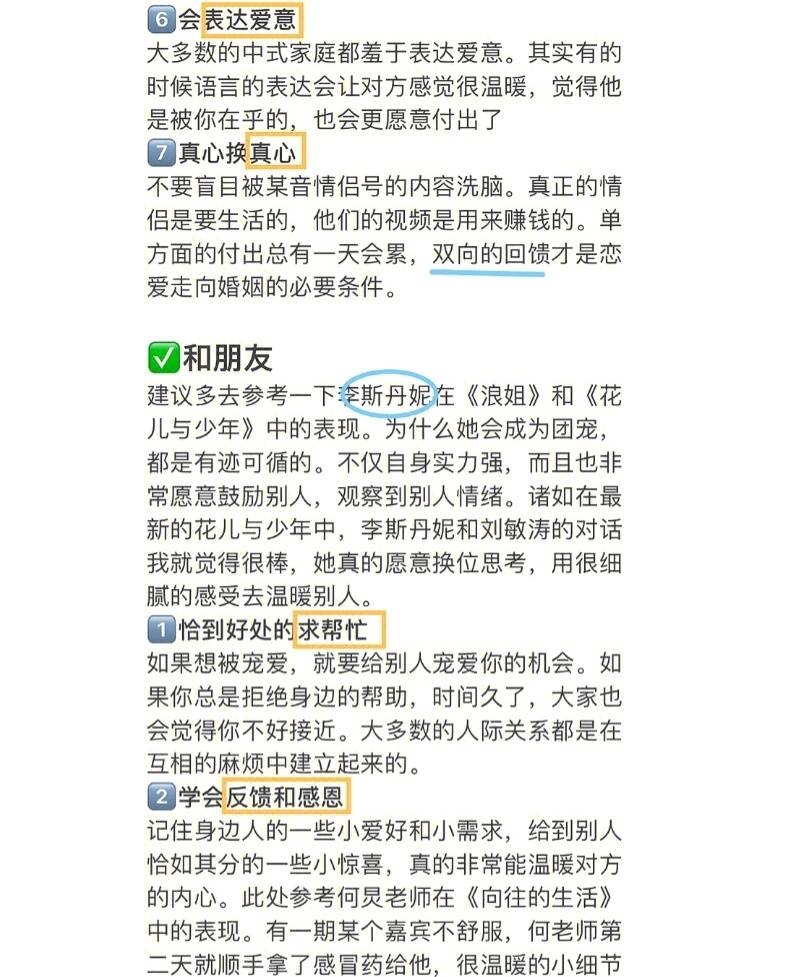 6 会表达爱意
大多数的中式家庭都羞于表达爱意。其实有的
时候语言的表达会让对方感觉很温暖，觉得他
是被你在乎的，也会更愿意付出了
7 真心换真心
不要盲目被某音情侣号的内容洗脑。真正的情
侣是要生活的，他们的视频是用来赚钱的。单
方面的付出总有一天会累，双向的回馈才是恋
爱走向婚姻的必要条件。
✅和朋友
建议多去参考一下李斯丹妮在《浪姐》和《花
儿与少年》中的表现。为什么她会成为团宠，
都是有迹可循的。不仅自身实力强，而且也非
常愿意鼓励别人，观察到别人情绪。诸如在最
新的花儿与少年中，李斯丹妮和刘敏涛的对话
我就觉得很棒，她真的愿意换位思考，用很细
腻的感受去温暖别人。
1 恰到好处的求帮忙
如果想被宠爱，就要给别人宠爱你的机会。如
果你总是拒绝身边的帮助，时间久了，大家也
会觉得你不好接近。大多数的人际关系都是在
互相的麻烦中建立起来的。
2 学会反馈和感恩
记住身边人的一些小爱好和小需求，给到别人
恰如其分的一些小惊喜，真的非常能温暖对方
的内心。此处参考何炅老师在《向往的生活》
中的表现。有一期某个嘉宾不舒服，何老师第
二天就顺手拿了感冒药给他，很温暖的小细节